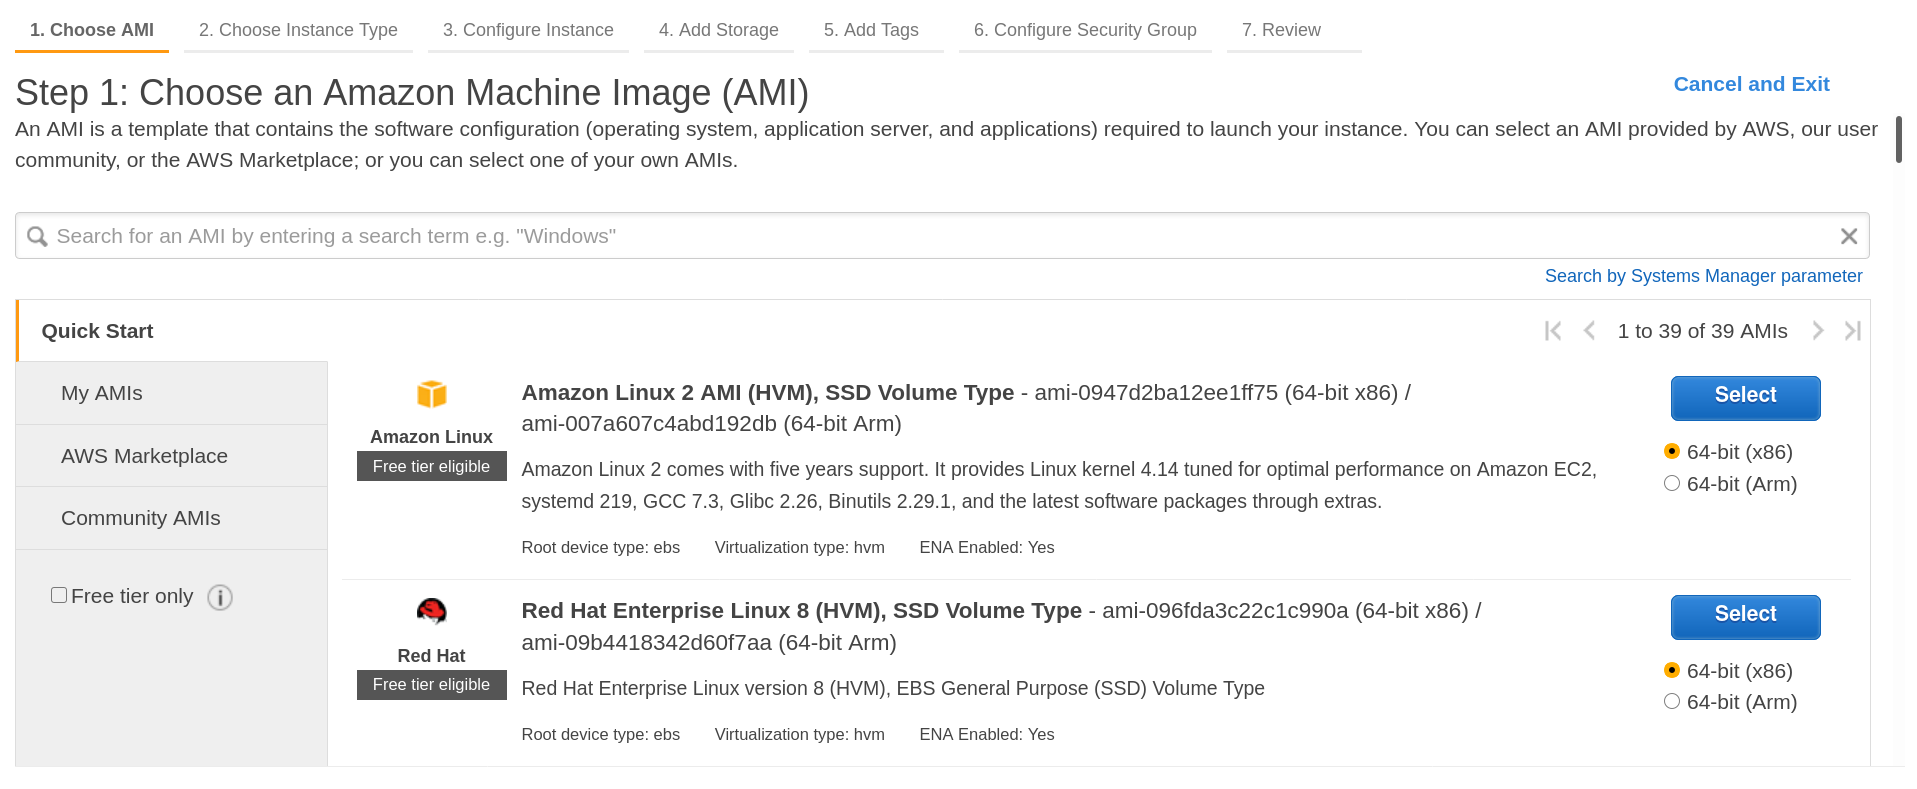 1. Choose AMI 2. Choose Instance Type 3. Configure Instance 4. Add Storage 5. Add Tags 6. Configure Security Group 7. Review
Step 1: Choose an Amazon Machine Image (AMI)
Cancel and Exit
An AMI is a template that contains the software configuration (operating system, application server, and applications) required to launch your instance. You can select an AMI provided by AWS, our user
community, or the AWS Marketplace; or you can select one of your own AMIs.
Search for an AMI by entering a search term e.g. "Windows"
Search by Systems Manager parameter
Quick Start
1 to 39 of 39 AMIs
My AMIs
AWS Marketplace
Community AMIs
Free tier only
Amazon Linux
Free tier eligible
Amazon Linux 2 AMI (HVM), SSD Volume Type - ami-0947d2ba12ee1ff75 (64-bit x86) /
ami-007a607c4abd192db (64-bit Arm)
Amazon Linux 2 comes with five years support. It provides Linux kernel 4.14 tuned for optimal performance on Amazon EC2,
systemd 219, GCC 7.3, Glibc 2.26, Binutils 2.29.1, and the latest software packages through extras.
Root device type: ebs Virtualization type: hvm ENA Enabled: Yes
Select
64-bit (x86)
64-bit (Arm)
Red Hat
Free tier eligible
Red Hat Enterprise Linux 8 (HVM), SSD Volume Type - ami-096fda3c22c1c990a (64-bit x86) /
ami-09b4418342d60f7aa (64-bit Arm)
Red Hat Enterprise Linux version 8 (HVM), EBS General Purpose (SSD) Volume Type
Root device type: ebs Virtualization type: hvm ENA Enabled: Yes
Select
64-bit (x86)
64-bit (Arm)